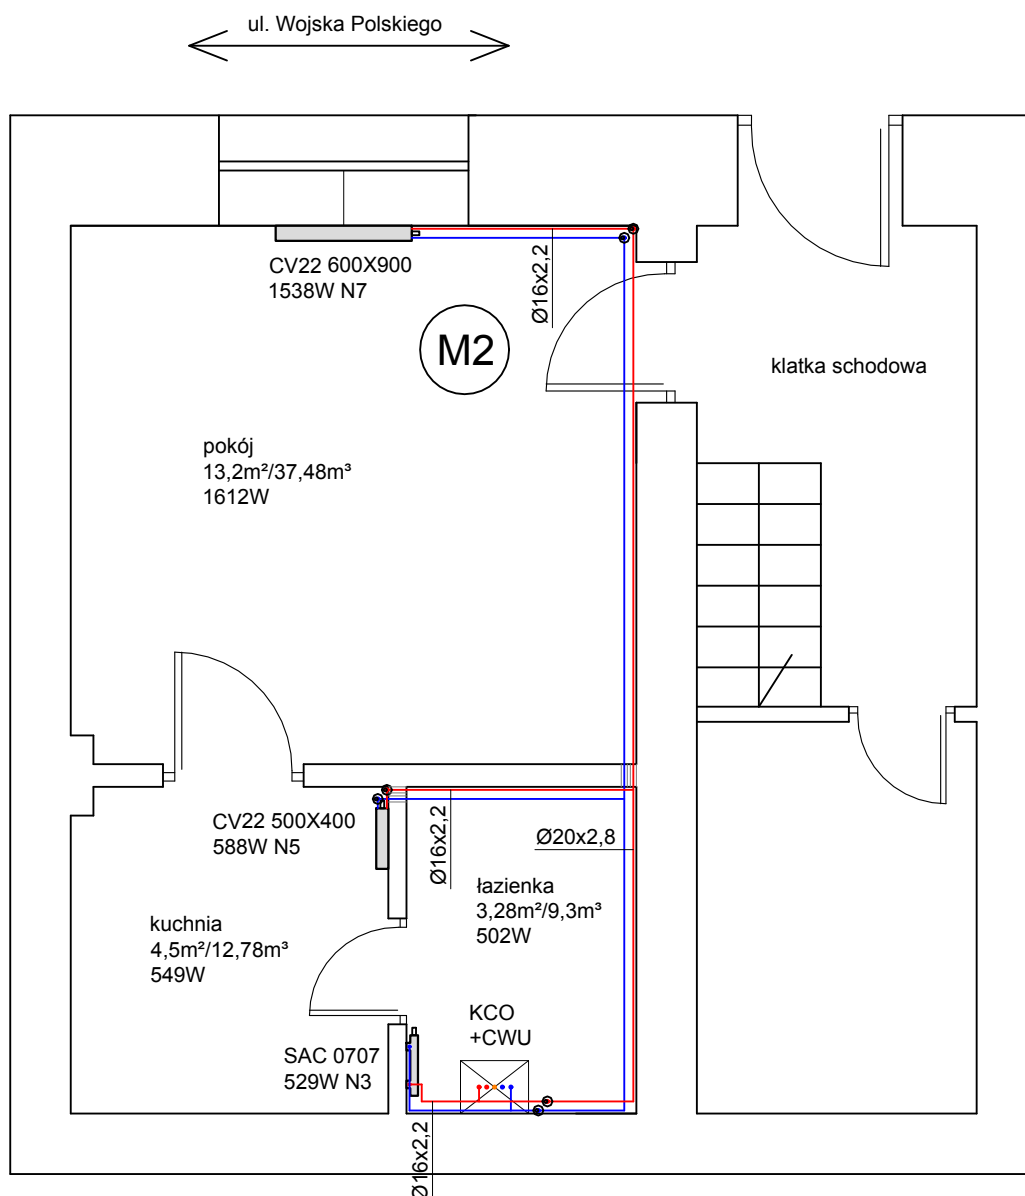 ul. Wojska Polskiego
CV22 600X900
1538W N7
Ø16x2,2
M2
klatka schodowa
pokój
13,2m²/37,48m³
1612W
CV22 500X400
588W N5
Ø16x2,2
Ø20x2,8
łazienka
3,28m²/9,3m³
502W
kuchnia
4,5m²/12,78m³
549W
KCO
+CWU
SAC 0707
529W N3
Ø16x2,2